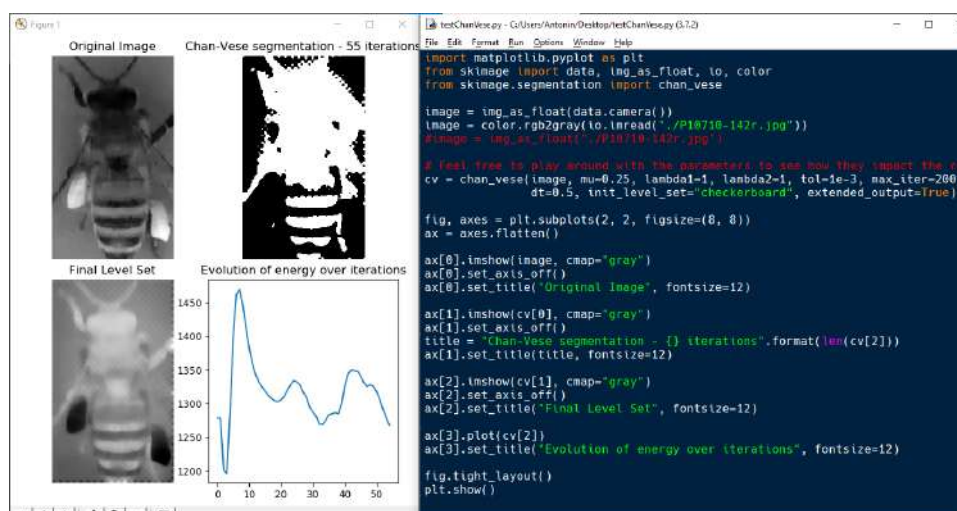 Figure 1
Original Image
Chan-Vese segmentation - 55 iterations
Final Level Set
Evolution of energy over iterations
1450
1400
1350
1300
1250
1200
0 10 20 30 40 50
testChanVese.py - C:/Users/Antonin/Desktop/testChanVese.py (3.7.2)
File Edit Format Run Options Window Help
import matplotlib.pyplot as plt
from skimage import data, img_as_float, io, color
from skimage.segmentation import chan_vese
image = img_as_float(data.camera())
image = color.rgb2gray(io.imread("./P10710-142r.jpg"))
#image = img_as_float("./P10710-142r.jpg")
# Feel free to play around with the parameters to see how they impact the
cv = chan_vese(image, mu=0.25, lambda1=1, lambda2=1, tol=1e-3, max_iter=200
dt=0.5, init_level_set="checkerboard", extended_output=True)
fig, axes = plt.subplots(2, 2, figsize=(8, 8))
ax = axes.flatten()
ax[0].imshow(image, cmap="gray")
ax[0].set_axis_off()
ax[0].set_title("Original Image", fontsize=12)
ax[1].imshow(cv[0], cmap="gray")
ax[1].set_axis_off()
title = "Chan-Vese segmentation - {} iterations".format(len(cv[2]))
ax[1].set_title(title, fontsize=12)
ax[2].imshow(cv[1], cmap="gray")
ax[2].set_axis_off()
ax[2].set_title("Final Level Set", fontsize=12)
ax[3].plot(cv[2])
ax[3].set_title("Evolution of energy over iterations", fontsize=12)
fig.tight_layout()
plt.show()